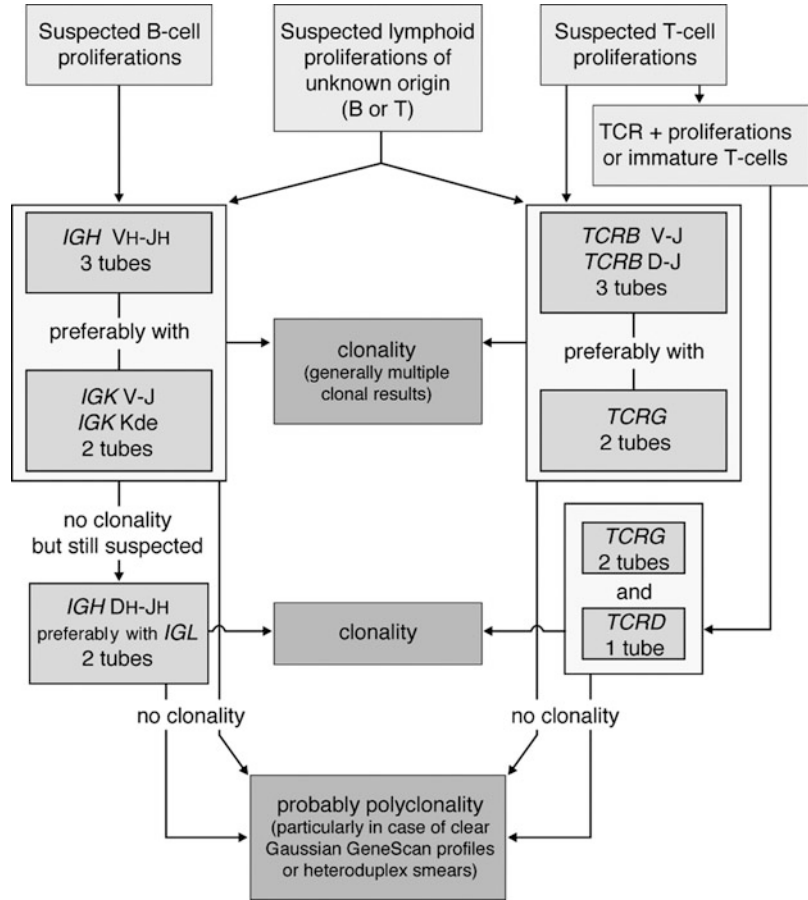 Suspected B-cell
proliferations
Suspected lymphoid
proliferations of
unknown origin
(B or T)
Suspected T-cell
proliferations
TCR + proliferations
or immature T-cells
IGH VH-JH
3 tubes
preferably with
IGK V-J
IGK Kde
2 tubes
clonality
(generally multiple
clonal results)
TCRB V-J
TCRB D-J
3 tubes
preferably with
TCRG
2 tubes
no clonality
but still suspected
IGH DH-JH
preferably with IGL
2 tubes
clonality
TCRG
2 tubes
and
TCRD
1 tube
no clonality
no clonality
probably polyclonality
(particularly in case of clear
Gaussian GeneScan profiles
or heteroduplex smears)